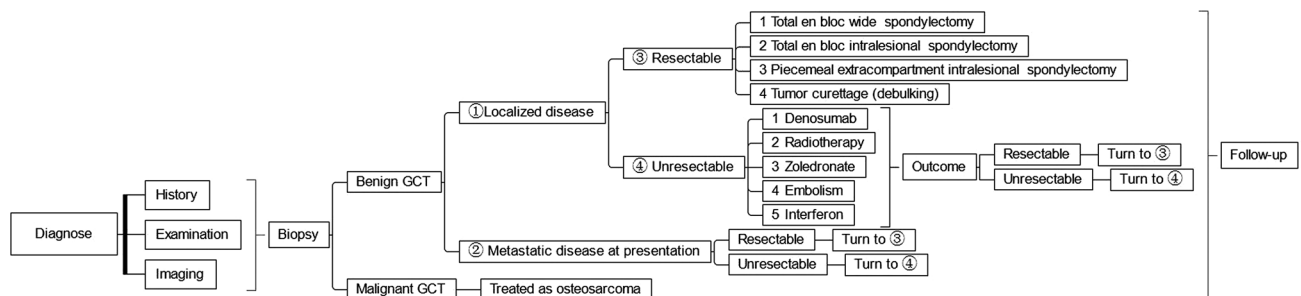 Diagnose
History
Examination
Imaging
Biopsy
Benign GCT
Malignant GCT
Treated as osteosarcoma
①Localized disease
② Metastatic disease at presentation
③ Resectable
1 Total en bloc wide spondylectomy
2 Total en bloc intralesional spondylectomy
3 Piecemeal extracompartment intralesional spondylectomy
4 Tumor curettage (debulking)
④ Unresectable
1 Denosumab
2 Radiotherapy
3 Zoledronate
4 Embolism
5 Interferon
Outcome
Resectable
Turn to ③
Unresectable
Turn to ④
Resectable
Turn to ③
Unresectable
Turn to ④
Follow-up